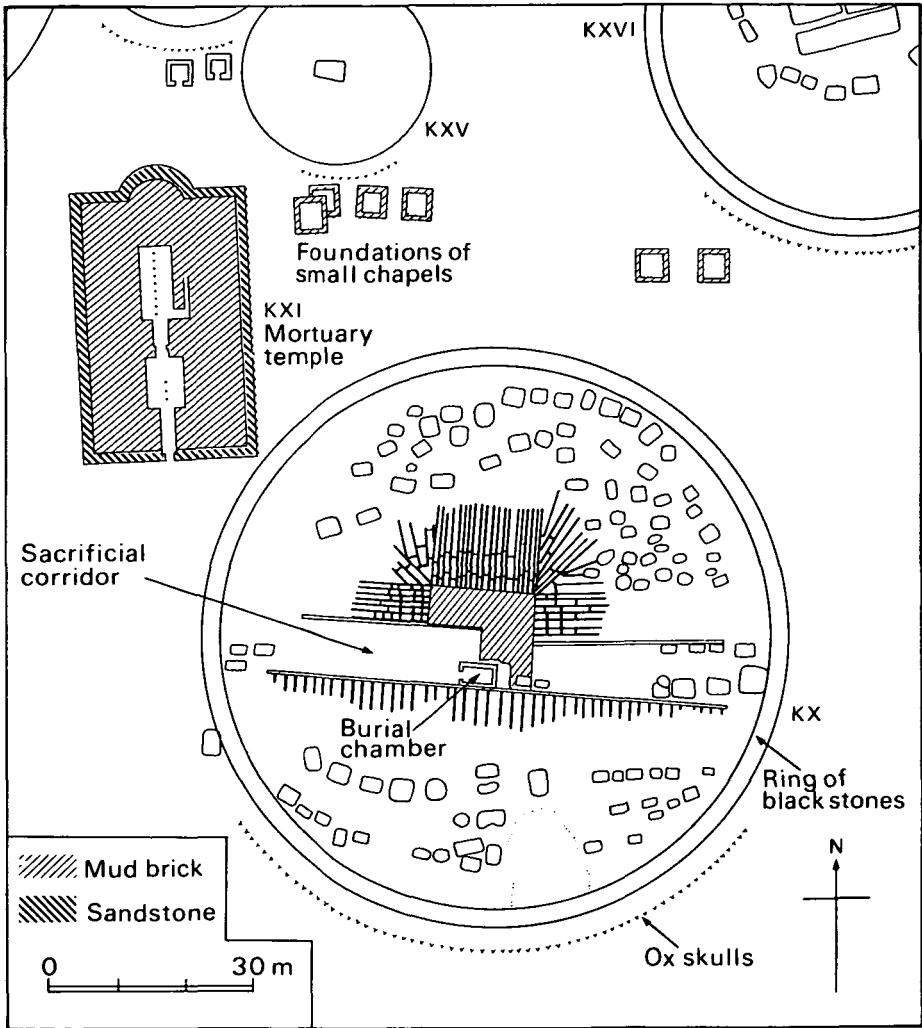 KXVI
KXV
Foundations of
small chapels
KXI
Mortuary
temple
Sacrificial
corridor
Burial
chamber
KX
Ring of
black stones
Mud brick
Sandstone
0 30 m
N
Ox skulls